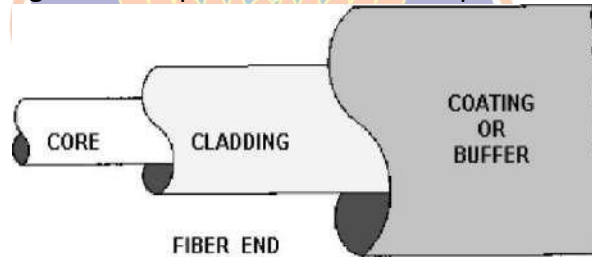 CORE
CLADDING
COATING
OR
BUFFER
FIBER END